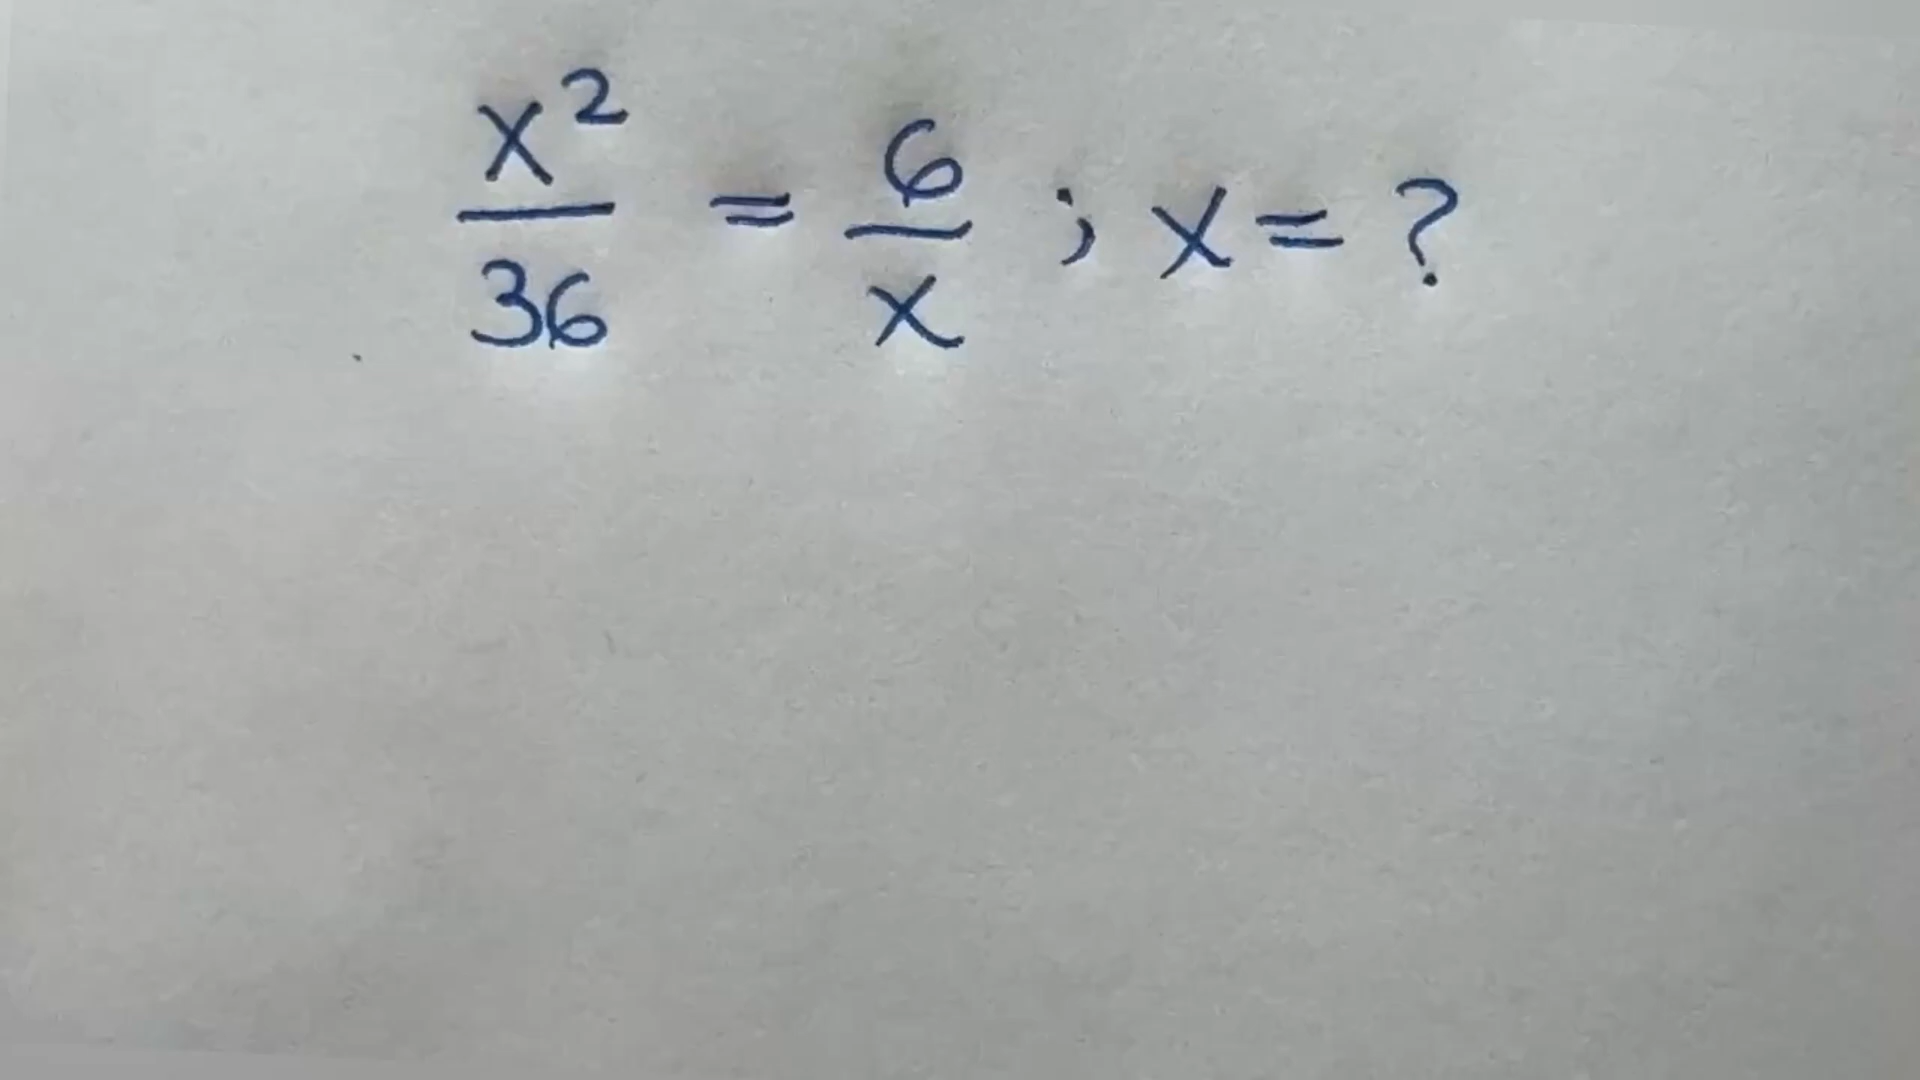 x²/36 = 6/x ; x = ?